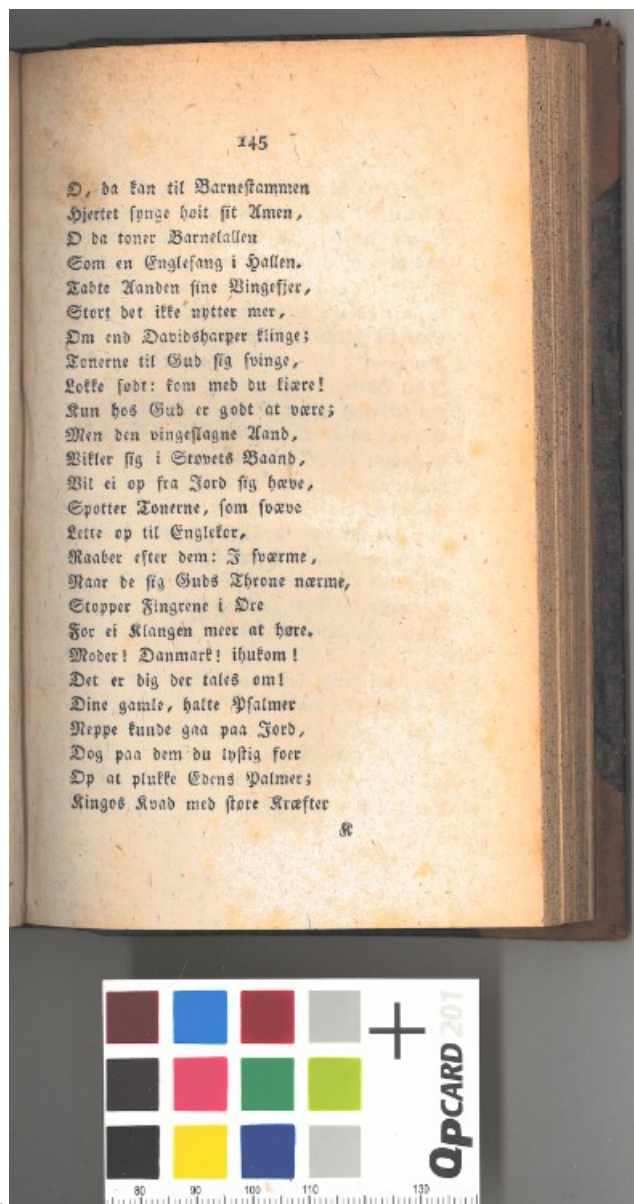 145
O, da kan til Barnestammen
Hjertet synge høit sit Amen,
O da toner Barnelallen
Som en Englesang i Hallen.
Tabte Aanden sine Vingefjer,
Stort det ikke nytter mer,
Om end Davidsharper klinge;
Tonerne til Gud sig svinge,
Lokke sødt: kom med du kiære!
Kun hos Gud er godt at være;
Men den vingeslagne Aand,
Vikler sig i Støvets Baand,
Vil ei op fra Jord sig hæve,
Spotter Tonerne, som svæve
Lette op til Englekor,
Raaber efter dem: I sværme,
Naar de sig Guds Throne nærme,
Stopper Fingrene i Øre
For ei Klangen meer at høre.
Moder! Danmark! ihukom!
Det er dig der tales om!
Dine gamle, halte Psalmer
Neppe kunde gaa paa Jord,
Dog paa dem du lystig foer
Op at plukke Edens Palmer;
Kingos Kvad med større Kræfter
K
QPCARD 201
80 90 100 110 130